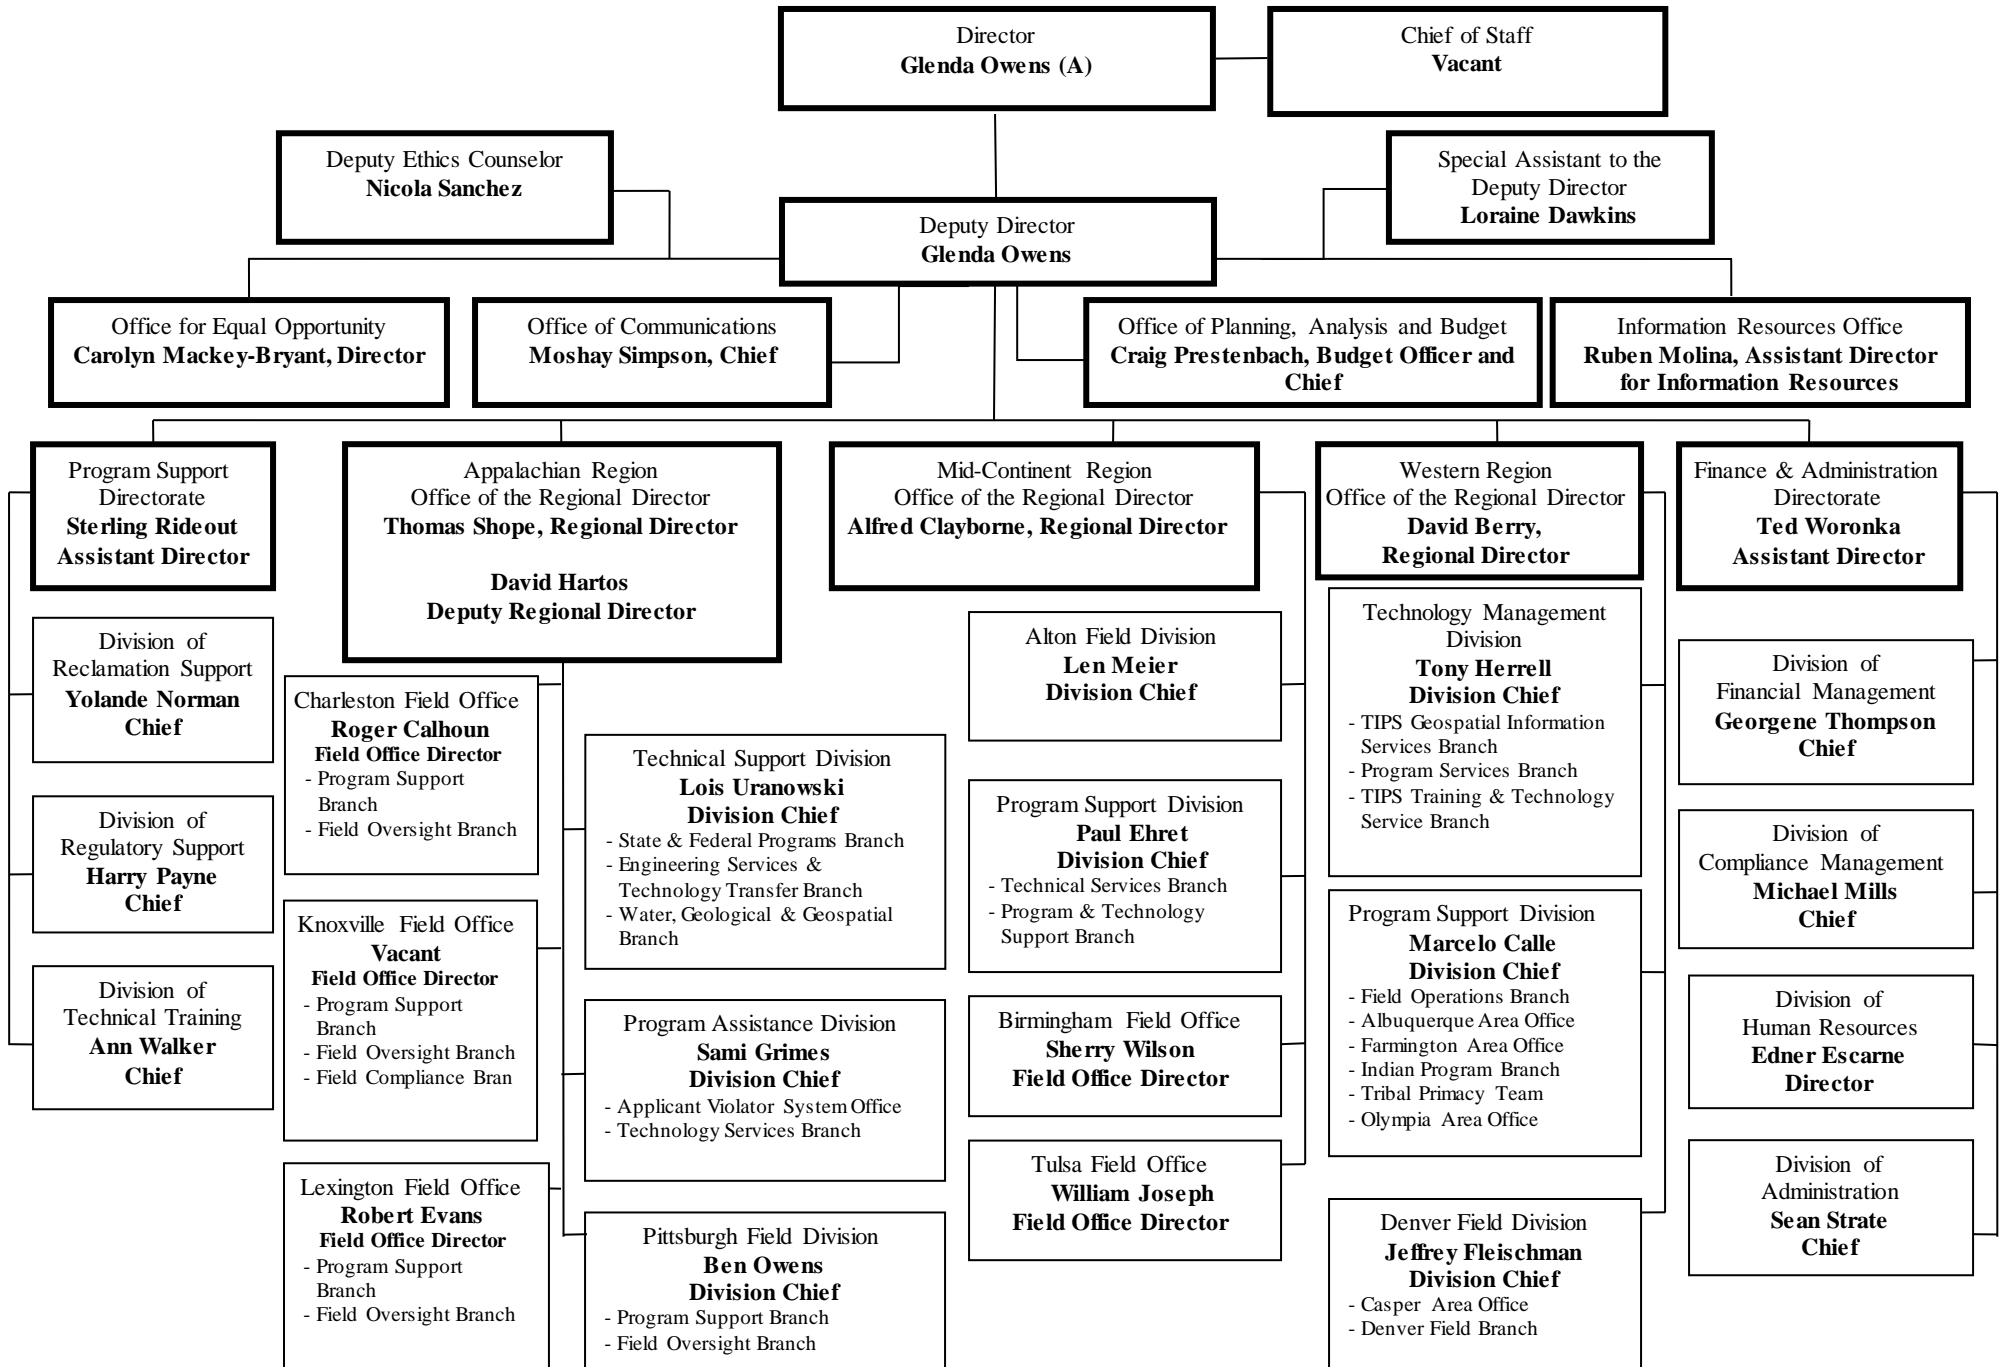 Director
Glenda Owens (A)
Chief of Staff
Vacant
Deputy Ethics Counselor
Nicola Sanchez
Special Assistant to the
Deputy Director
Loraine Dawkins
Deputy Director
Glenda Owens
Office for Equal Opportunity
Carolyn Mackey-Bryant, Director
Office of Communications
Moshay Simpson, Chief
Office of Planning, Analysis and Budget
Craig Prestenbach, Budget Officer and
Chief
Information Resources Office
Ruben Molina, Assistant Director
for Information Resources
Program Support
Directorate
Sterling Rideout
Assistant Director
Appalachian Region
Office of the Regional Director
Thomas Shope, Regional Director
David Hartos
Deputy Regional Director
Mid-Continent Region
Office of the Regional Director
Alfred Clayborne, Regional Director
Western Region
Office of the Regional Director
David Berry,
Regional Director
Finance & Administration
Directorate
Ted Woronka
Assistant Director
Division of
Reclamation Support
Yolande Norman
Chief
Division of
Regulatory Support
Harry Payne
Chief
Division of
Technical Training
Ann Walker
Chief
Charleston Field Office
Roger Calhoun
Field Office Director
- Program Support
Branch
- Field Oversight Branch
Knoxville Field Office
Vacant
Field Office Director
- Program Support
Branch
- Field Oversight Branch
- Field Compliance Bran
Lexington Field Office
Robert Evans
Field Office Director
- Program Support
Branch
- Field Oversight Branch
Technical Support Division
Lois Uranowski
Division Chief
- State & Federal Programs Branch
- Engineering Services &
Technology Transfer Branch
- Water, Geological & Geospatial
Branch
Program Assistance Division
Sami Grimes
Division Chief
- Applicant Violator System Office
- Technology Services Branch
Pittsburgh Field Division
Ben Owens
Division Chief
- Program Support Branch
- Field Oversight Branch
Alton Field Division
Len Meier
Division Chief
Program Support Division
Paul Ehret
Division Chief
- Technical Services Branch
- Program & Technology
Support Branch
Birmingham Field Office
Sherry Wilson
Field Office Director
Tulsa Field Office
William Joseph
Field Office Director
Technology Management
Division
Tony Herrell
Division Chief
- TIPS Geospatial Information
Services Branch
- Program Services Branch
- TIPS Training & Technology
Service Branch
Program Support Division
Marcelo Calle
Division Chief
- Field Operations Branch
- Albuquerque Area Office
- Farmington Area Office
- Indian Program Branch
- Tribal Primacy Team
- Olympia Area Office
Denver Field Division
Jeffrey Fleischman
Division Chief
- Casper Area Office
- Denver Field Branch
Division of
Financial Management
Georgene Thompson
Chief
Division of
Compliance Management
Michael Mills
Chief
Division of
Human Resources
Edner Escarne
Director
Division of
Administration
Sean Strate
Chief